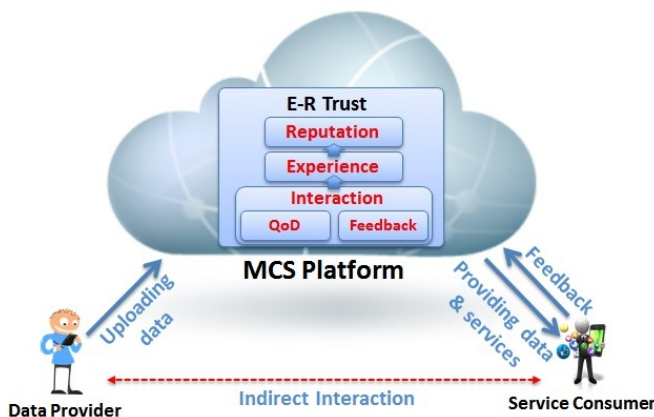 E-R Trust
Reputation
Experience
Interaction
QoD
Feedback
MCS Platform
Uploading
data
Providing data
& services
Feedback
Data Provider
Indirect Interaction
Service Consumer